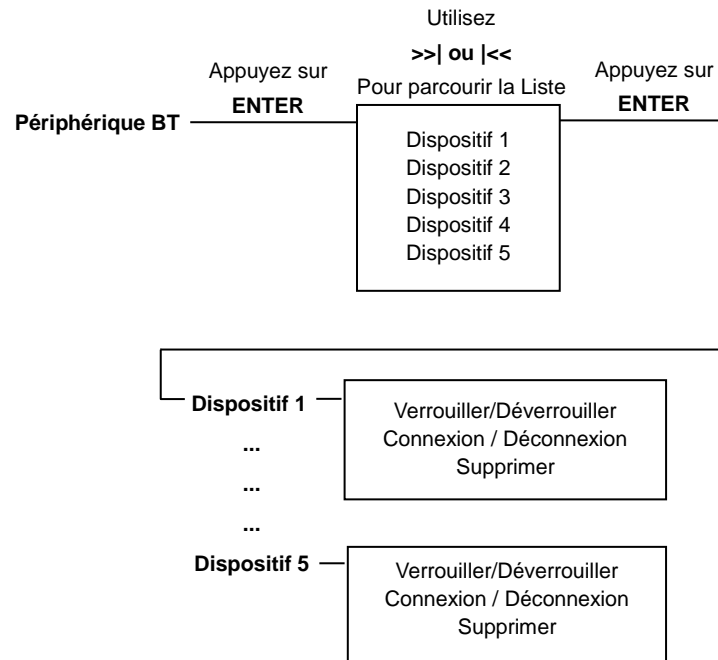 Utilisez
>>| ou |<<
Pour parcourir la Liste
Appuyez sur
ENTER
Appuyez sur
ENTER
Périphérique BT
Dispositif 1
Dispositif 2
Dispositif 3
Dispositif 4
Dispositif 5
Dispositif 1
Verrouiller/Déverrouiller
Connexion / Déconnexion
Supprimer
...
...
...
Dispositif 5
Verrouiller/Déverrouiller
Connexion / Déconnexion
Supprimer